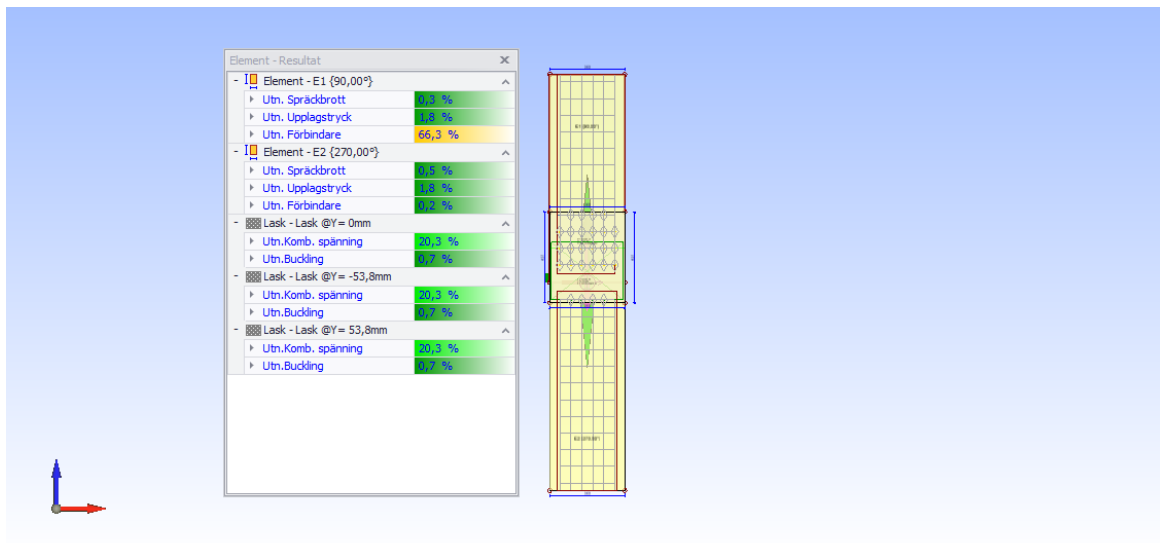 Element - Resultat
Element - E1 {90,00°}
Utn. Spräckbrott 0,3 %
Utn. Upplagstryck 1,8 %
Utn. Förbindare 66,3 %
Element - E2 {270,00°}
Utn. Spräckbrott 0,5 %
Utn. Upplagstryck 1,8 %
Utn. Förbindare 0,2 %
Lask - Lask @Y= 0mm
Utn.Komb. spänning 20,3 %
Utn.Buckling 0,7 %
Lask - Lask @Y= -53,8mm
Utn.Komb. spänning 20,3 %
Utn.Buckling 0,7 %
Lask - Lask @Y= 53,8mm
Utn.Komb. spänning 20,3 %
Utn.Buckling 0,7 %